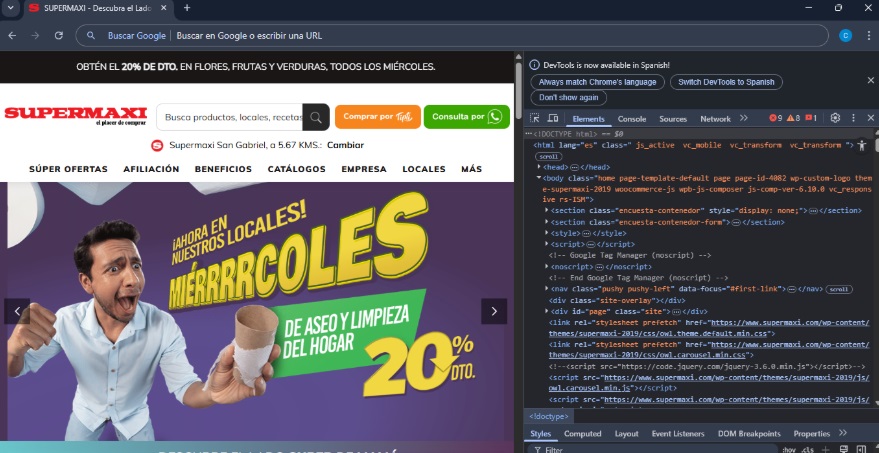 SUPERMAXI - Descubra el Lado
Buscar Google
Buscar en Google o escribir una URL
C
OBTÉN EL 20% DE DTO. EN FLORES, FRUTAS Y VERDURAS, TODOS LOS MIÉRCOLES.
SUPERMAXI
el placer de comprar
Busca productos, locales, recetas
Comprar por Tipti
Consulta por
Supermaxi San Gabriel, a 5.67 KMS.: Cambiar
SÚPER OFERTAS
AFILIACIÓN
BENEFICIOS
CATÁLOGOS
EMPRESA
LOCALES
MÁS
¡AHORA EN
NUESTROS LOCALES!
MIÉRRRRCOLES
DE ASEO Y LIMPIEZA
DEL HOGAR
20%
DTO.
DevTools is now available in Spanish!
Always match Chrome's language
Switch DevTools to Spanish
Don't show again
Elements
Console
Sources
Network
9
8
1
<!DOCTYPE html> == $0
<html lang="es" class=" js_active  vc_mobile  vc_transform  vc_transform ">
scroll
<head> </head>
<body class="home page-template-default page page-id-4082 wp-custom-logo them
e-supermaxi-2019 woocommerce-js wpb-js-composer js-comp-ver-6.10.0 vc_respons
ive rs-ISM">
<section class="encuesta-contenedor" style="display: none;"> </section>
<section class="encuesta-contenedor-form"> </section>
<style> </style>
<script> </script>
<!-- Google Tag Manager (noscript) -->
<noscript> </noscript>
<!-- End Google Tag Manager (noscript) -->
<nav class="pushy pushy-left" data-focus="#first-link"> </nav> scroll
<div class="site-overlay"></div>
<div id="page" class="site"> </div>
<link rel="stylesheet prefetch" href="https://www.supermaxi.com/wp-content/
themes/supermaxi-2019/css/owl.theme.default.min.css">
<link rel="stylesheet prefetch" href="https://www.supermaxi.com/wp-content/
themes/supermaxi-2019/css/owl.carousel.min.css">
<!--<script src="https://code.jquery.com/jquery-3.6.0.min.js"></script>-->
<script src="https://www.supermaxi.com/wp-content/themes/supermaxi-2019/js/
owl.carousel.min.js"></script>
<script src="https://www.supermaxi.com/wp-content/themes/supermaxi-2019/js/
<!doctype>
Styles
Computed
Layout
Event Listeners
DOM Breakpoints
Properties
Filter
:hov
.cls